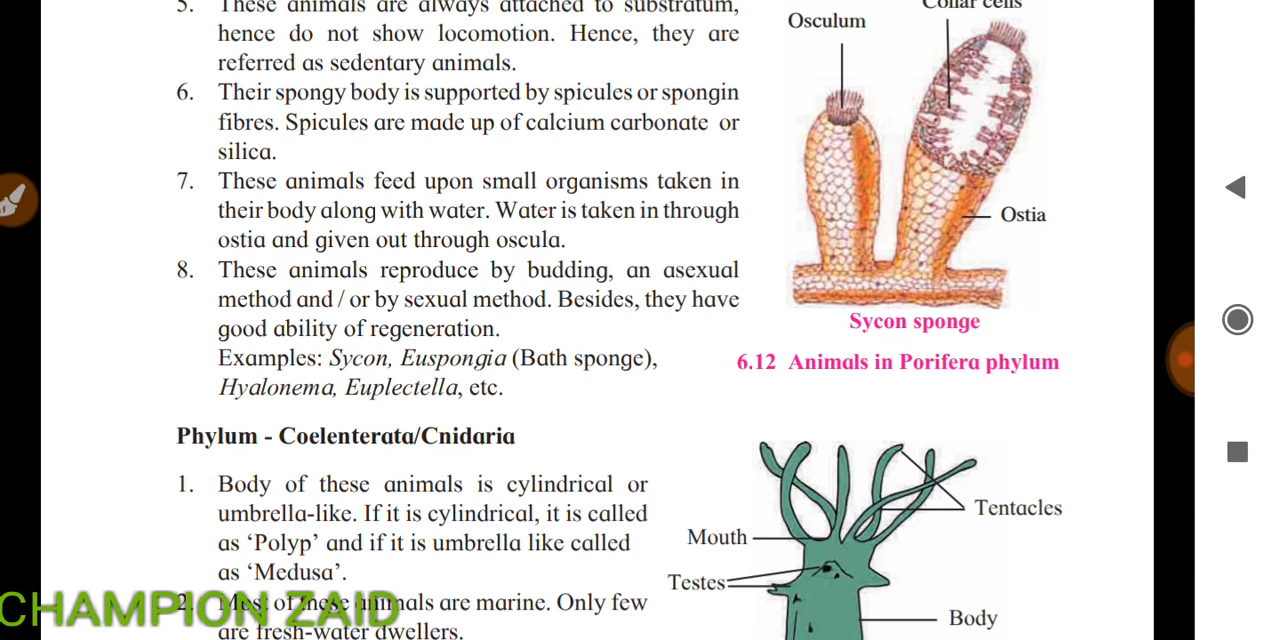 5. These animals are always attached to substratum,
hence do not show locomotion. Hence, they are
referred as sedentary animals.
6. Their spongy body is supported by spicules or spongin
fibres. Spicules are made up of calcium carbonate or
silica.
7. These animals feed upon small organisms taken in
their body along with water. Water is taken in through
ostia and given out through oscula.
8. These animals reproduce by budding, an asexual
method and / or by sexual method. Besides, they have
good ability of regeneration.
Examples: Sycon, Euspongia (Bath sponge),
Hyalonema, Euplectella, etc.
Collar cells
Osculum
Ostia
Sycon sponge
6.12 Animals in Porifera phylum
Phylum - Coelenterata/Cnidaria
1. Body of these animals is cylindrical or
umbrella-like. If it is cylindrical, it is called
as ‘Polyp’ and if it is umbrella like called
as ‘Medusa’.
2. Most of these animals are marine. Only few
are fresh-water dwellers.
Tentacles
Mouth
Testes
Body
CHAMPION ZAID